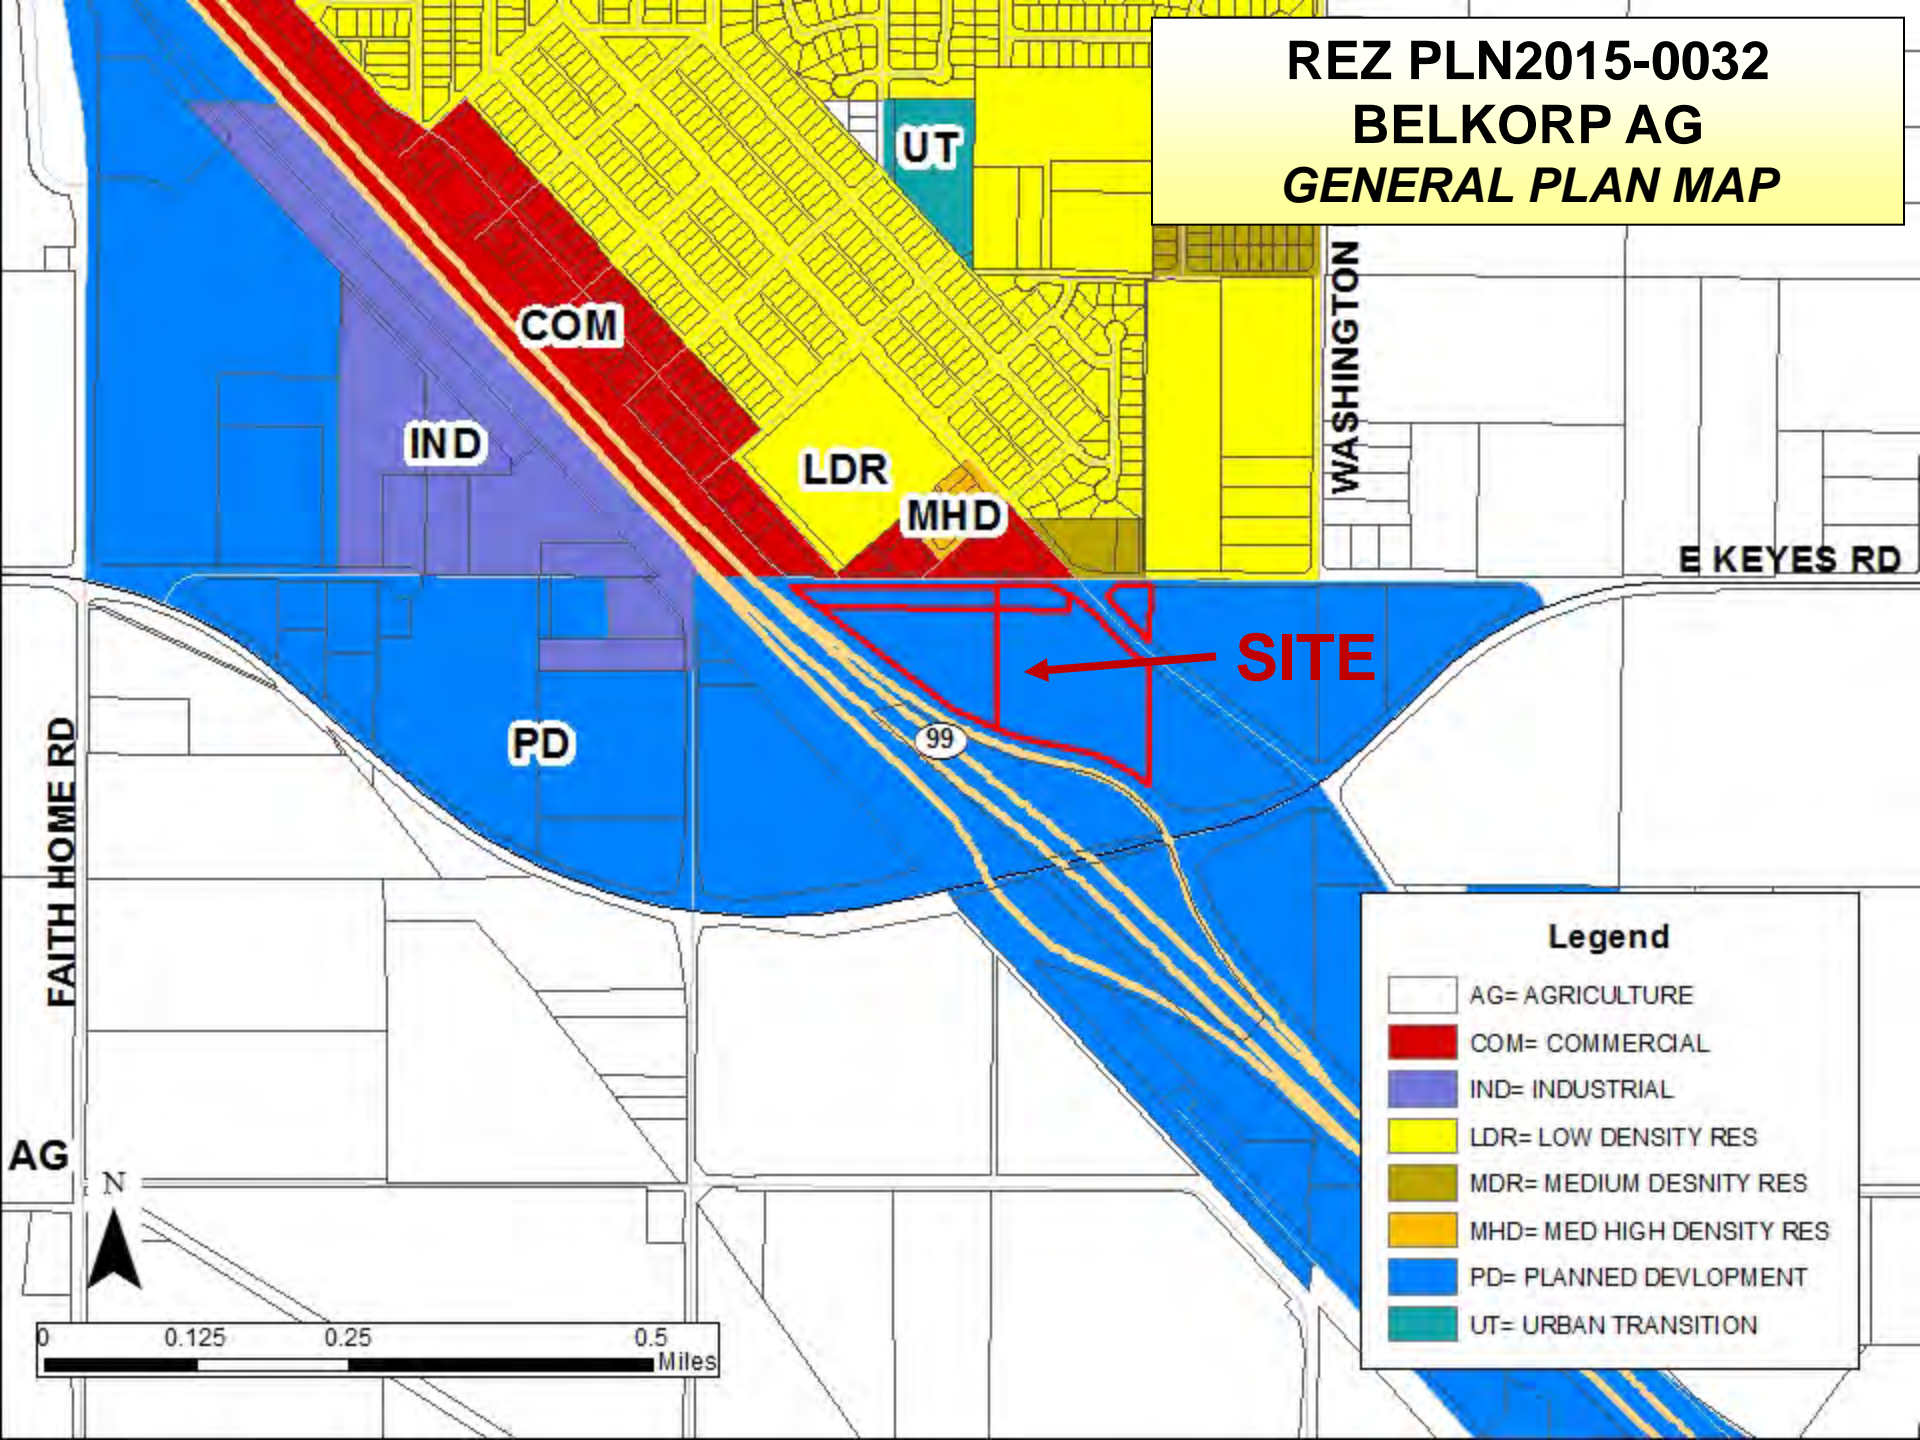 REZ PLN2015-0032
BELKORP AG
GENERAL PLAN MAP
UT
WASHINGTON
COM
IND
LDR
MHD
E KEYES RD
SITE
PD
99
FAITH HOME RD
AG
N
0 0.125 0.25 0.5
Miles
Legend
AG= AGRICULTURE
COM= COMMERCIAL
IND= INDUSTRIAL
LDR= LOW DENSITY RES
MDR= MEDIUM DESNITY RES
MHD= MED HIGH DENSITY RES
PD= PLANNED DEVLOPMENT
UT= URBAN TRANSITION